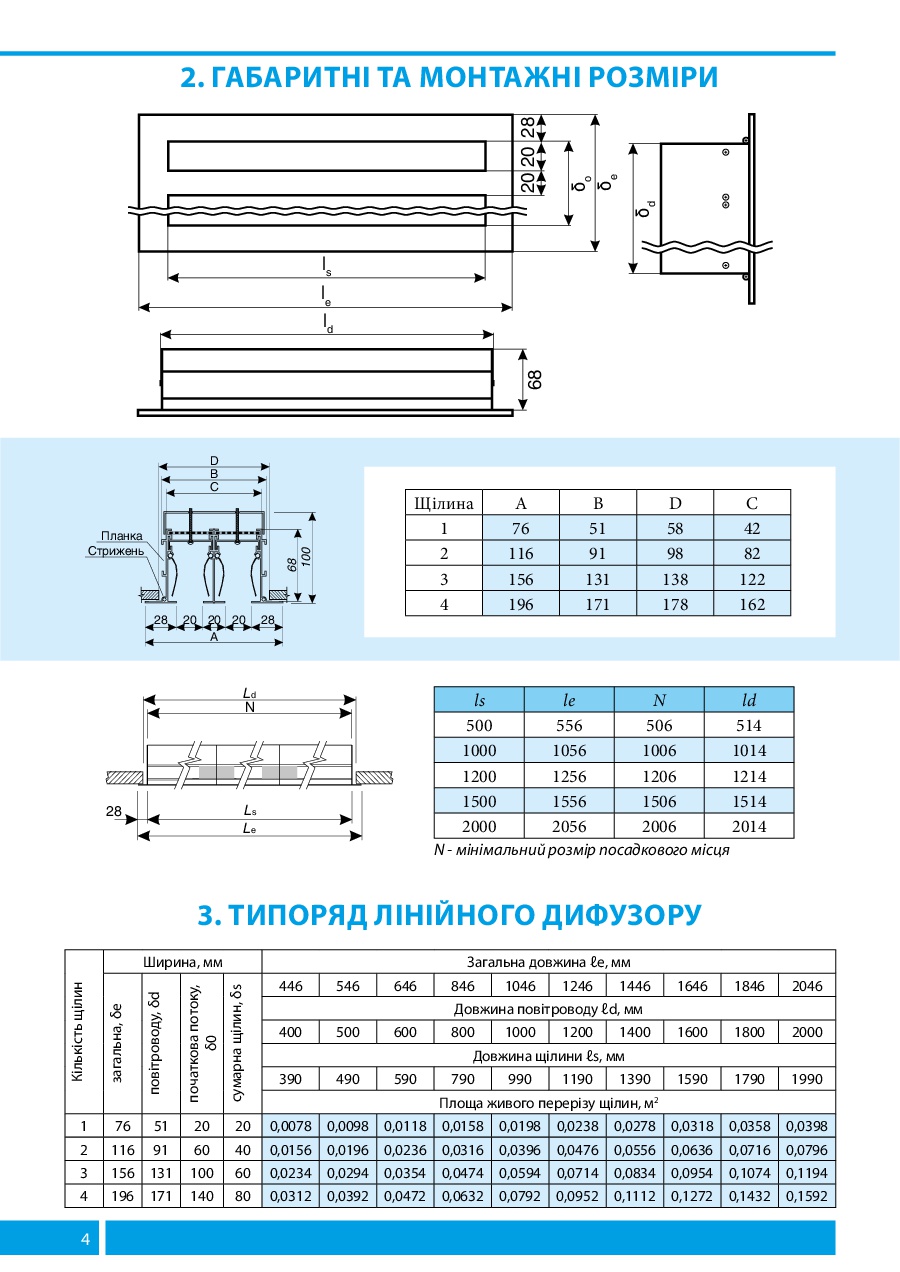 2. ГАБАРИТНІ ТА МОНТАЖНІ РОЗМІРИ
28
20
20
δo
δe
δd
ls
le
ld
68
D
B
C
Планка
Стрижень
68
100
28 20 20 20 28
A
Щілина A B D C
1 76 51 58 42
2 116 91 98 82
3 156 131 138 122
4 196 171 178 162
Ld
N
28
Ls
Le
ls le N ld
500 556 506 514
1000 1056 1006 1014
1200 1256 1206 1214
1500 1556 1506 1514
2000 2056 2006 2014
N - мінімальний розмір посадкового місця
3. ТИПОРЯД ЛІНІЙНОГО ДИФУЗОРУ
Кількість щілин
Ширина, мм
загальна, δe
повітроводу, δd
початкова потоку, δ0
сумарна щілин, δs
Загальна довжина ℓe, мм
446 546 646 846 1046 1246 1446 1646 1846 2046
Довжина повітроводу ℓd, мм
400 500 600 800 1000 1200 1400 1600 1800 2000
Довжина щілини ℓs, мм
390 490 590 790 990 1190 1390 1590 1790 1990
Площа живого перерізу щілин, м²
1 76 51 20 20 0,0078 0,0098 0,0118 0,0158 0,0198 0,0238 0,0278 0,0318 0,0358 0,0398
2 116 91 60 40 0,0156 0,0196 0,0236 0,0316 0,0396 0,0476 0,0556 0,0636 0,0716 0,0796
3 156 131 100 60 0,0234 0,0294 0,0354 0,0474 0,0594 0,0714 0,0834 0,0954 0,1074 0,1194
4 196 171 140 80 0,0312 0,0392 0,0472 0,0632 0,0792 0,0952 0,1112 0,1272 0,1432 0,1592
4